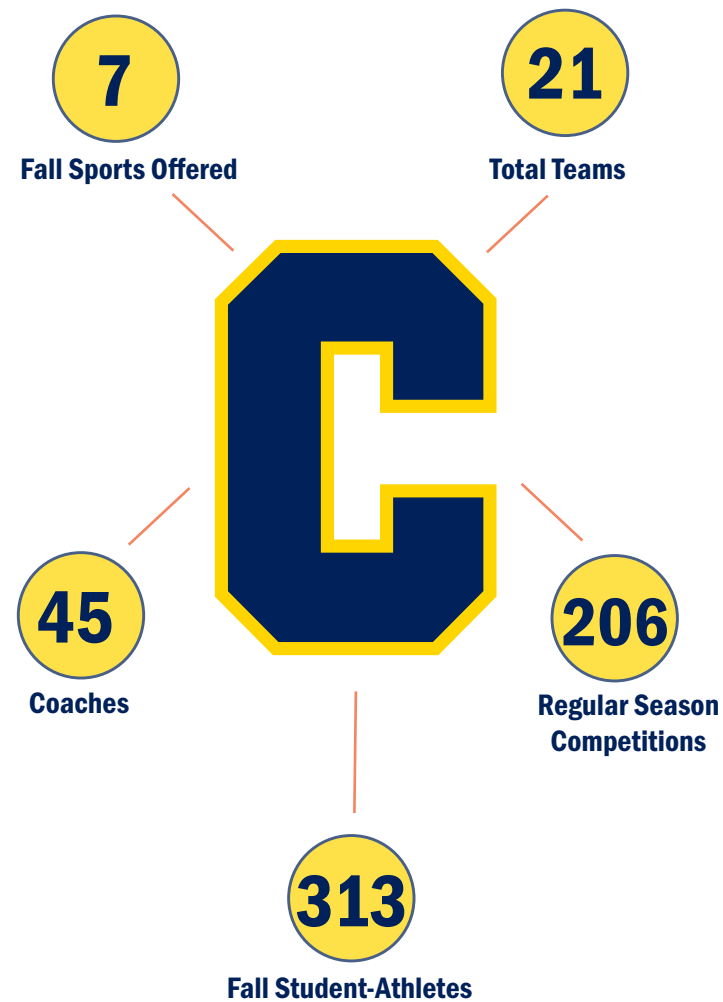 7
Fall Sports Offered
21
Total Teams
C
45
Coaches
206
Regular Season
Competitions
313
Fall Student-Athletes